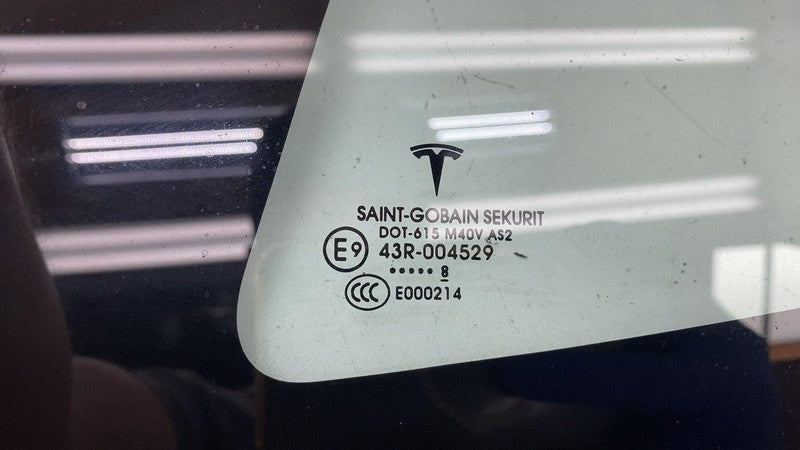 SAINT-GOBAIN SEKURIT
DOT-615 M40V AS2
E9 43R-004529
••••• 8
CCC E000214